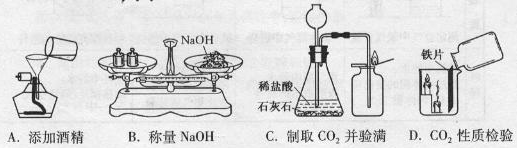 NaOH
稀盐酸
石灰石
铁片
A. 添加酒精 B. 称量 NaOH C. 制取 CO₂ 并验满 D. CO₂ 性质检验